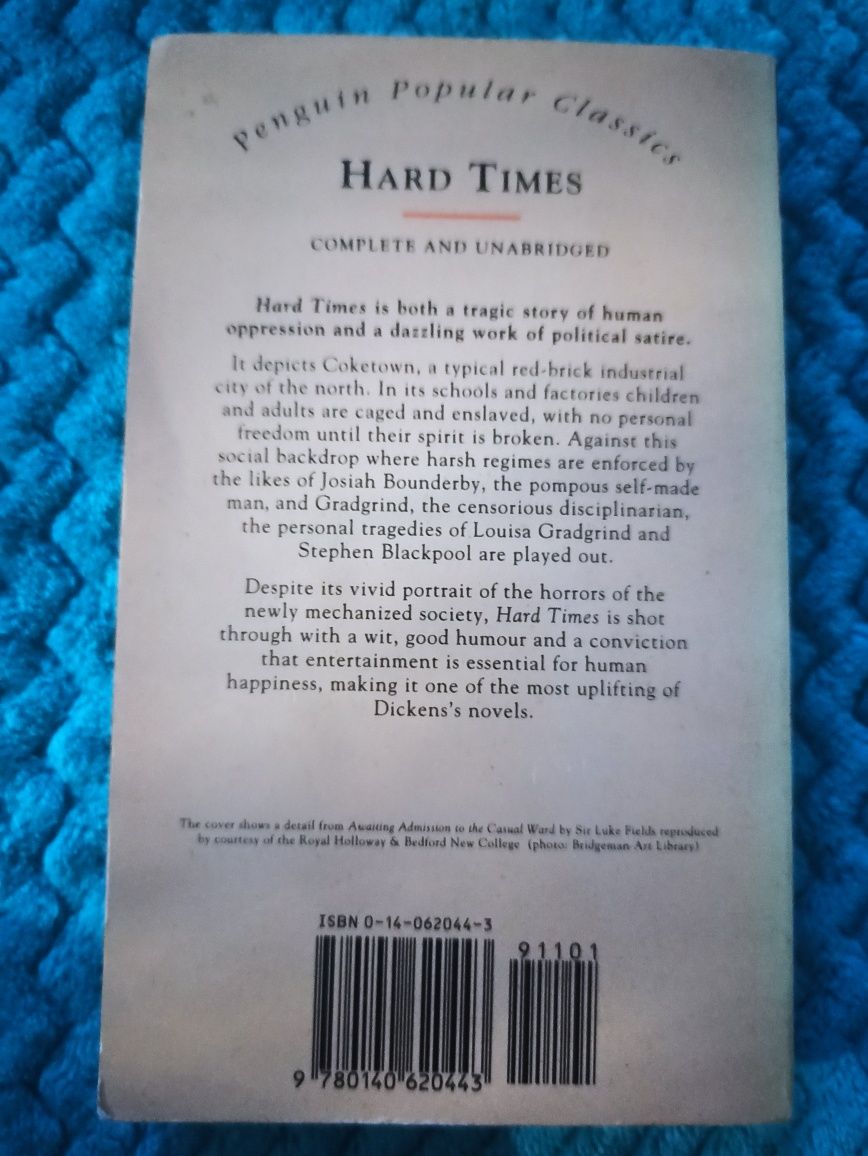 Penguin Popular Classics
HARD TIMES
COMPLETE AND UNABRIDGED
Hard Times is both a tragic story of human
oppression and a dazzling work of political satire.
It depicts Coketown, a typical red-brick industrial
city of the north. In its schools and factories children
and adults are caged and enslaved, with no personal
freedom until their spirit is broken. Against this
social backdrop where harsh regimes are enforced by
the likes of Josiah Bounderby, the pompous self-made
man, and Gradgrind, the censorious disciplinarian,
the personal tragedies of Louisa Gradgrind and
Stephen Blackpool are played out.
Despite its vivid portrait of the horrors of the
newly mechanized society, Hard Times is shot
through with a wit, good humour and a conviction
that entertainment is essential for human
happiness, making it one of the most uplifting of
Dickens's novels.
The cover shows a detail from Awaiting Admission to the Casual Ward by Sir Luke Fields reproduced
by courtesy of the Royal Holloway & Bedford New College (photo: Bridgeman Art Library)
ISBN 0-14-062044-3
91101
9 780140 620443